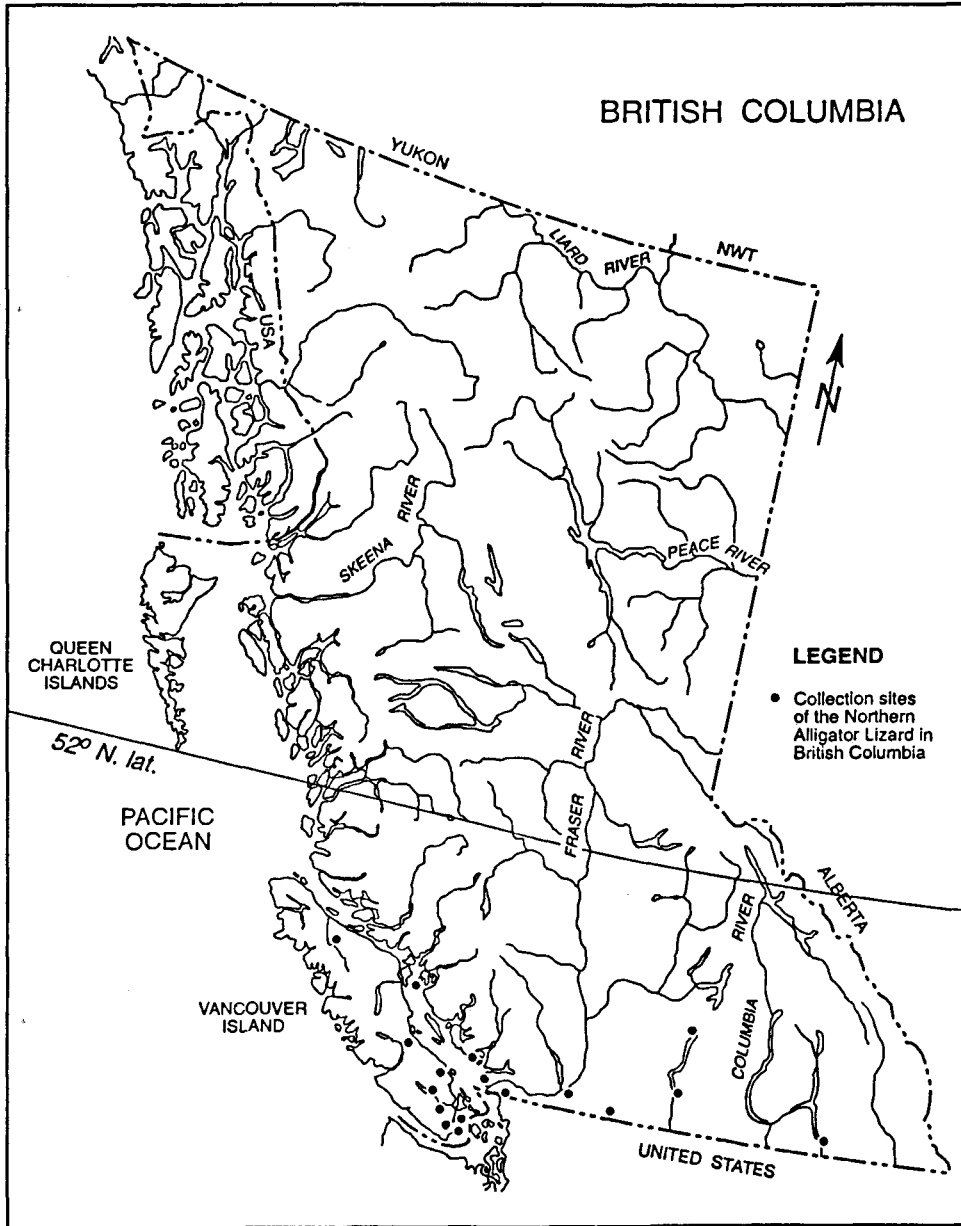 BRITISH COLUMBIA
YUKON
NWT
LIARD
RIVER
USA
N
SKEENA
RIVER
PEACE RIVER
QUEEN
CHARLOTTE
ISLANDS
LEGEND
Collection sites
of the Northern
Alligator Lizard in
British Columbia
52º N. lat.
PACIFIC
OCEAN
FRASER
RIVER
ALBERTA
VANCOUVER
ISLAND
COLUMBIA
RIVER
UNITED STATES